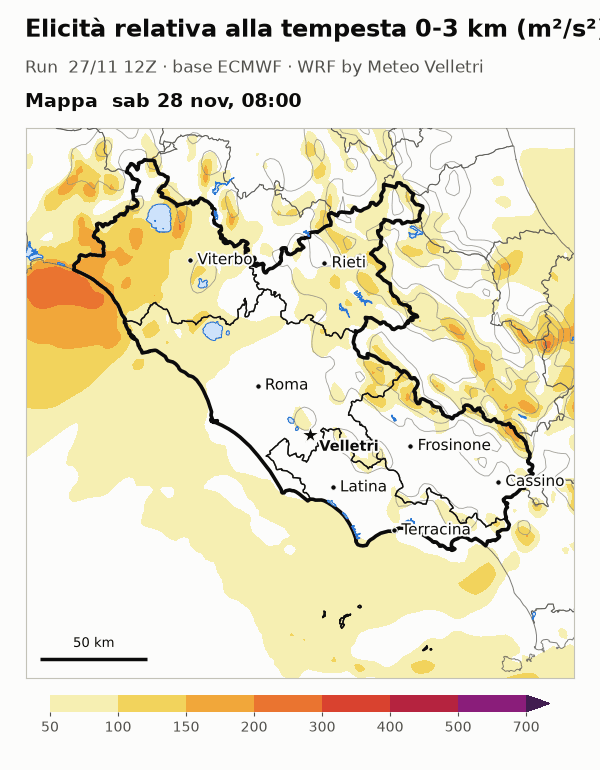 Elicità relativa alla tempesta 0-3 km (m²/s²)
Run  27/11 12Z · base ECMWF · WRF by Meteo Velletri
Mappa  sab 28 nov, 08:00
Viterbo
Rieti
Roma
Velletri
Frosinone
Latina
Cassino
Terracina
50 km
50 100 150 200 300 400 500 700